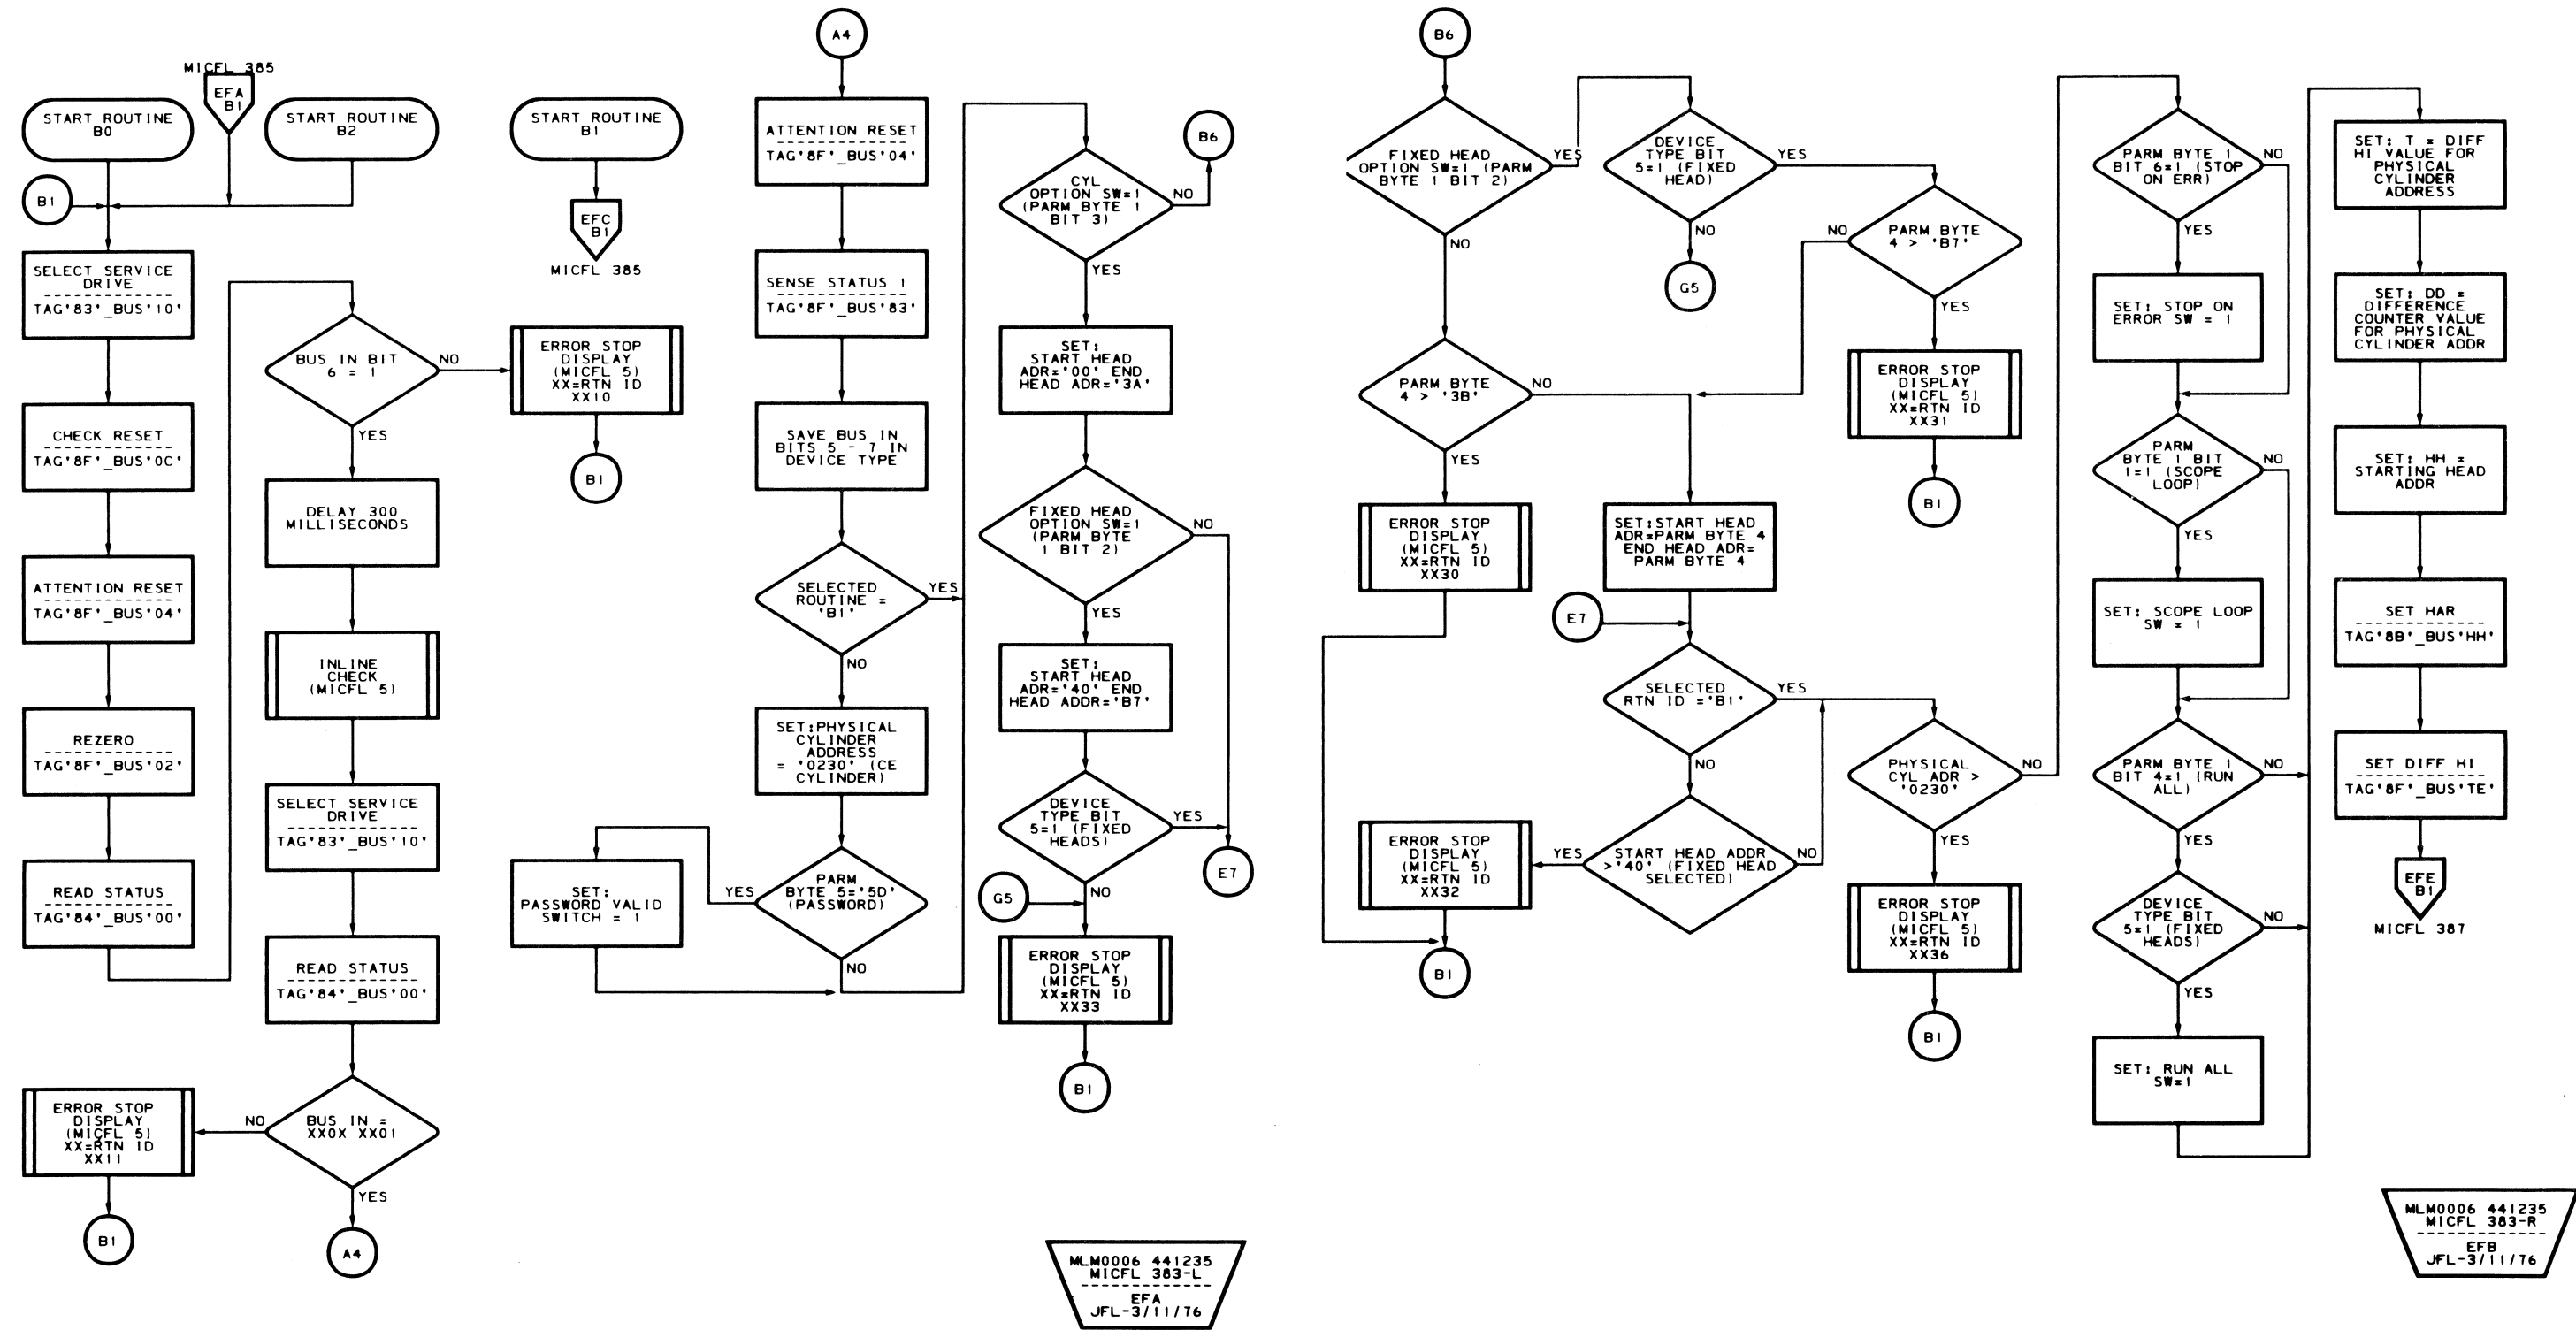 MICFL 385
EFA
B1
START ROUTINE
B0
START ROUTINE
B2
B1
SELECT SERVICE
DRIVE
TAG'83'_BUS'10'
CHECK RESET
TAG'8F'_BUS'0C'
ATTENTION RESET
TAG'8F'_BUS'04'
REZERO
TAG'8F'_BUS'02'
READ STATUS
TAG'84'_BUS'00'
BUS IN BIT
6 = 1
NO
YES
DELAY 300
MILLISECONDS
INLINE
CHECK
(MICFL 5)
SELECT SERVICE
DRIVE
TAG'83'_BUS'10'
READ STATUS
TAG'84'_BUS'00'
BUS IN =
XX0X XX01
NO
YES
ERROR STOP
DISPLAY
(MICFL 5)
XX=RTN ID
XX11
B1
A4
START ROUTINE
B1
EFC
B1
MICFL 385
ERROR STOP
DISPLAY
(MICFL 5)
XX=RTN ID
XX10
B1
A4
ATTENTION RESET
TAG'8F'_BUS'04'
SENSE STATUS 1
TAG'8F'_BUS'83'
SAVE BUS IN
BITS 5 - 7 IN
DEVICE TYPE
SELECTED
ROUTINE =
'B1'
YES
NO
SET:PHYSICAL
CYLINDER
ADDRESS
= '0230' (CE
CYLINDER)
PARM
BYTE 5='5D'
(PASSWORD)
YES
NO
SET:
PASSWORD VALID
SWITCH = 1
CYL
OPTION SW=1
(PARM BYTE 1
BIT 3)
NO
B6
YES
SET:
START HEAD
ADR='00' END
HEAD ADR='3A'
FIXED HEAD
OPTION SW=1
(PARM BYTE
1 BIT 2)
NO
YES
SET:
START HEAD
ADR='40' END
HEAD ADDR='B7'
DEVICE
TYPE BIT
5=1 (FIXED
HEADS)
YES
E7
NO
G5
ERROR STOP
DISPLAY
(MICFL 5)
XX=RTN ID
XX33
B1
MLM0006 441235
MICFL 383-L
EFA
JFL-3/11/76
B6
FIXED HEAD
OPTION SW=1 (PARM
BYTE 1 BIT 2)
YES
NO
PARM BYTE
4 > '3B'
NO
YES
ERROR STOP
DISPLAY
(MICFL 5)
XX=RTN ID
XX30
ERROR STOP
DISPLAY
(MICFL 5)
XX=RTN ID
XX32
B1
DEVICE
TYPE BIT
5=1 (FIXED
HEAD)
YES
NO
G5
SET:START HEAD
ADR=PARM BYTE 4
END HEAD ADR=
PARM BYTE 4
E7
SELECTED
RTN ID ='B1'
YES
NO
START HEAD ADDR
>'40' (FIXED HEAD
SELECTED)
YES
NO
PARM BYTE
4 > 'B7'
NO
YES
ERROR STOP
DISPLAY
(MICFL 5)
XX=RTN ID
XX31
B1
PHYSICAL
CYL ADR >
'0230'
NO
YES
ERROR STOP
DISPLAY
(MICFL 5)
XX=RTN ID
XX36
B1
PARM BYTE 1
BIT 6=1 (STOP
ON ERR)
NO
YES
SET: STOP ON
ERROR SW = 1
PARM
BYTE 1 BIT
1=1 (SCOPE
LOOP)
NO
YES
SET: SCOPE LOOP
SW = 1
PARM BYTE 1
BIT 4=1 (RUN
ALL)
NO
YES
DEVICE
TYPE BIT
5=1 (FIXED
HEADS)
NO
YES
SET: RUN ALL
SW=1
SET: T = DIFF
HI VALUE FOR
PHYSICAL
CYLINDER
ADDRESS
SET: DD =
DIFFERENCE
COUNTER VALUE
FOR PHYSICAL
CYLINDER ADDR
SET: HH =
STARTING HEAD
ADDR
SET HAR
TAG'8B'_BUS'HH'
SET DIFF HI
TAG'8F'_BUS'TE'
EFE
B1
MICFL 387
MLM0006 441235
MICFL 383-R
EFB
JFL-3/11/76